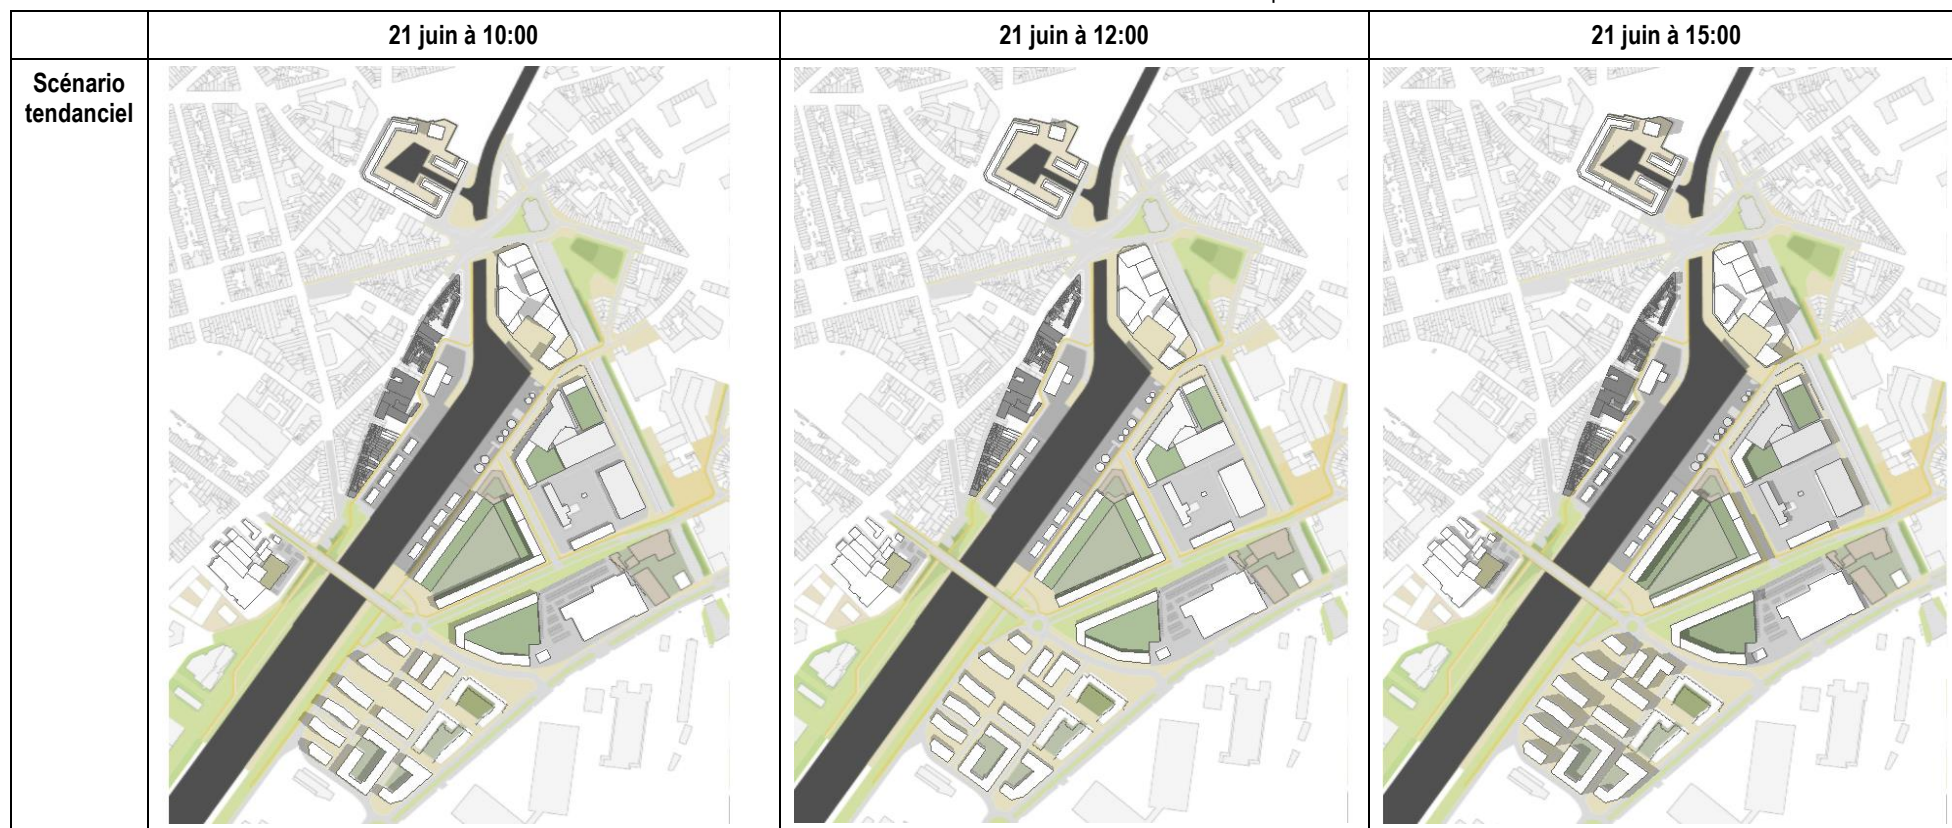 21 juin à 10:00
21 juin à 12:00
21 juin à 15:00
Scénario
tendanciel